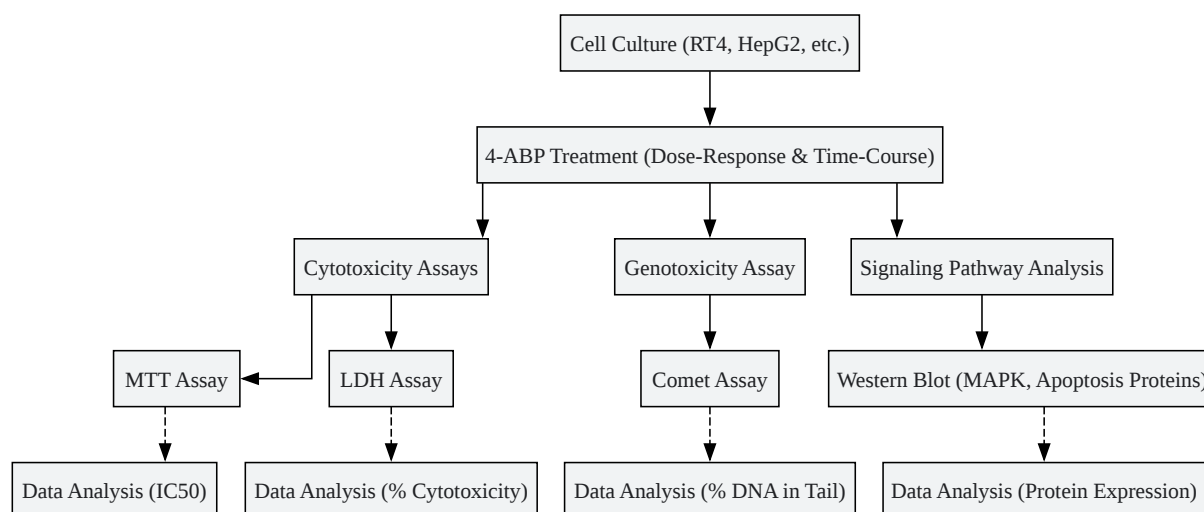 Cell Culture (RT4, HepG2, etc.)
4-ABP Treatment (Dose-Response & Time-Course)
Cytotoxicity Assays
Genotoxicity Assay
Signaling Pathway Analysis
MTT Assay
LDH Assay
Comet Assay
Western Blot (MAPK, Apoptosis Proteins)
Data Analysis (IC50)
Data Analysis (% Cytotoxicity)
Data Analysis (% DNA in Tail)
Data Analysis (Protein Expression)